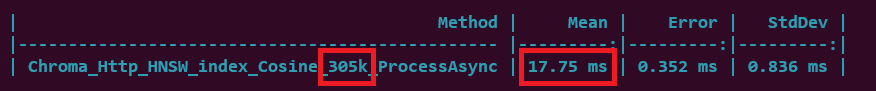 | Method | Mean | Error | StdDev |
|------------------------------------------------ |---------:|---------:|---------:|
| Chroma_Http_HNSW_index_Cosine_305k_ProcessAsync | 17.75 ms | 0.352 ms | 0.836 ms |